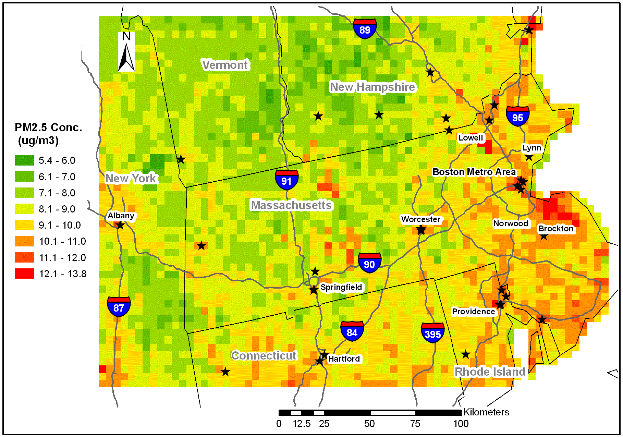 N
89
Vermont
New Hampshire
PM2.5 Conc.
(ug/m3)
5.4 - 6.0
6.1 - 7.0
7.1 - 8.0
8.1 - 9.0
9.1 - 10.0
10.1 - 11.0
11.1 - 12.0
12.1 - 13.8
95
Lowell
Lynn
New York
91
Boston Metro Area
Massachusetts
Albany
Worcester
Norwood
Brockton
90
Springfield
87
Providence
84
395
Connecticut
Hartford
Rhode Island
Kilometers
0 12.5 25 50 75 100